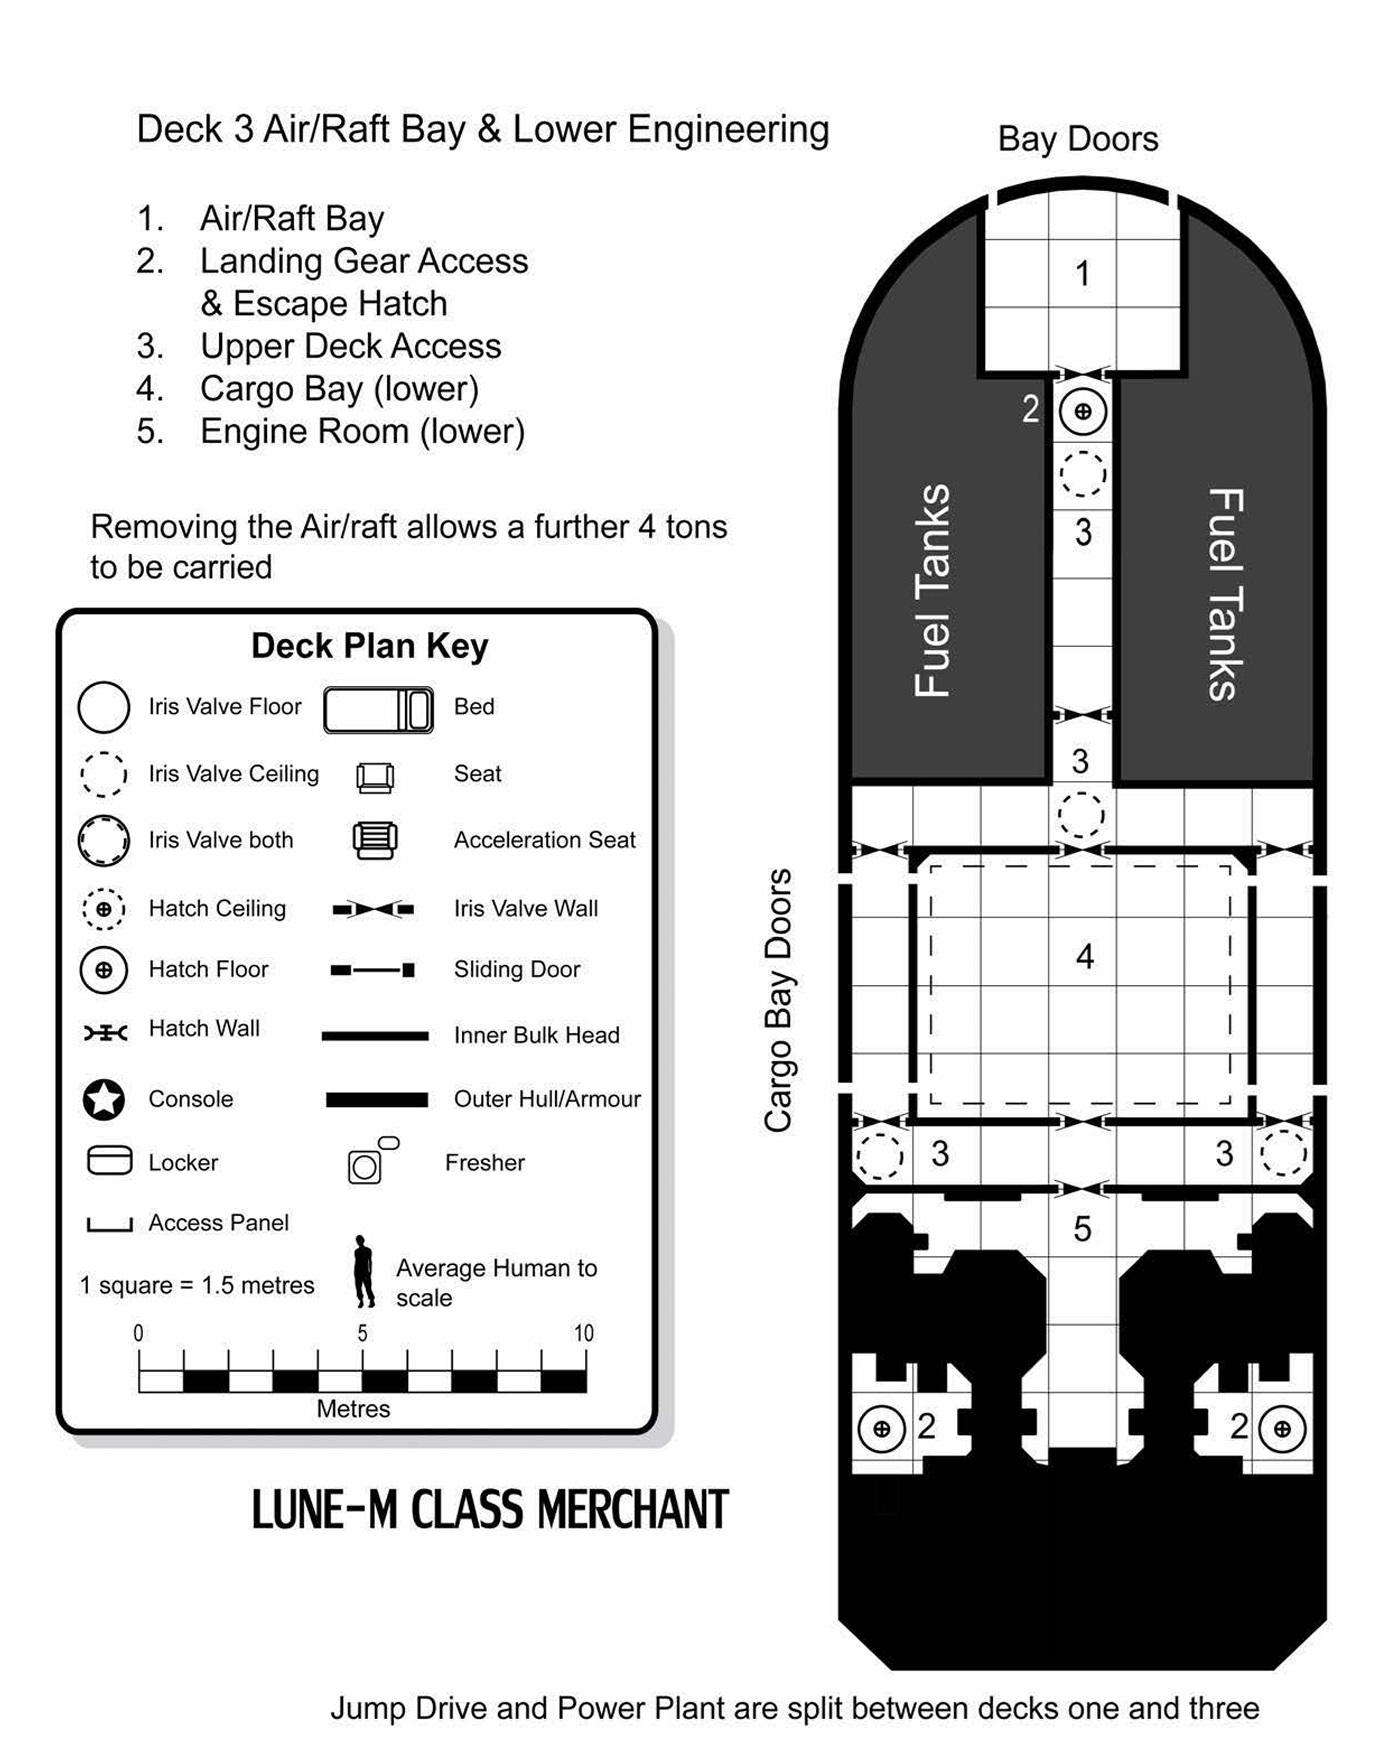 Deck 3 Air/Raft Bay & Lower Engineering
Bay Doors
1. Air/Raft Bay
2. Landing Gear Access
& Escape Hatch
3. Upper Deck Access
4. Cargo Bay (lower)
5. Engine Room (lower)
Removing the Air/raft allows a further 4 tons
to be carried
Deck Plan Key
Iris Valve Floor
Bed
Iris Valve Ceiling
Seat
Iris Valve both
Acceleration Seat
Hatch Ceiling
Iris Valve Wall
Hatch Floor
Sliding Door
Hatch Wall
Inner Bulk Head
Console
Outer Hull/Armour
Locker
Fresher
Access Panel
1 square = 1.5 metres
Average Human to
scale
0 5 10
Metres
LUNE-M CLASS MERCHANT
1
2
3
Fuel Tanks
Fuel Tanks
3
Cargo Bay Doors
4
3 3
5
2 2
Jump Drive and Power Plant are split between decks one and three